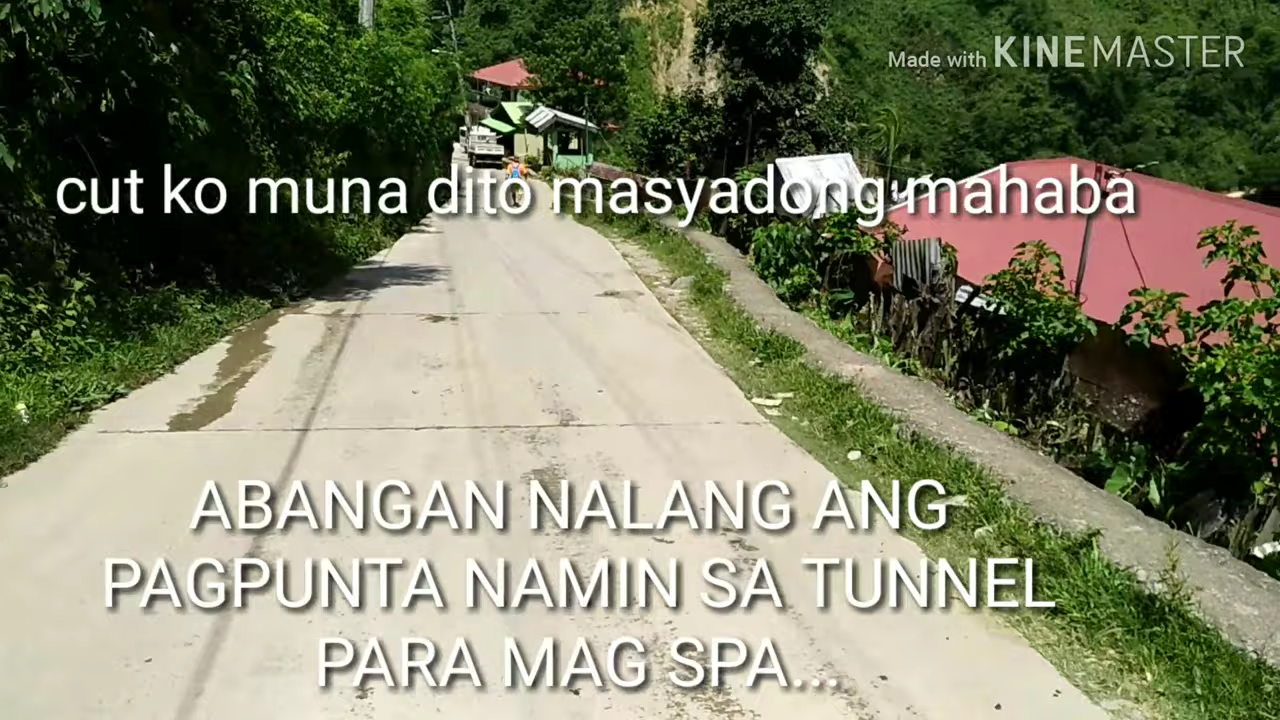 Made with KINEMASTER
cut ko muna dito masyadong mahaba
ABANGAN NALANG ANG
PAGPUNTA NAMIN SA TUNNEL
PARA MAG SPA...